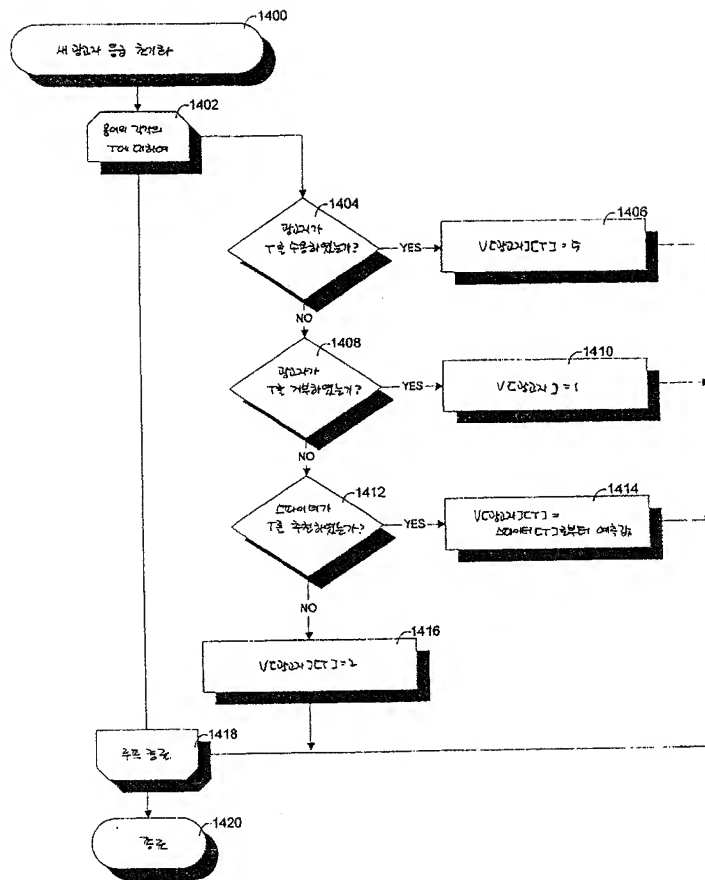 1400
새 광고자 등급 초기화
1402
용어의 각각의
T에 대하여
1404
광고자가
T를 수용하였는가?
YES
1406
V[광고자][T] = 5
NO
1408
광고자가
T를 거부하였는가?
YES
1410
V[광고자] = 1
NO
1412
스파이더가
T를 추천하였는가?
YES
1414
V[광고자][T] =
스파이더[T]로부터 예측값
NO
1416
V[광고자][T] = 2
1418
루프 종료
1420
종료